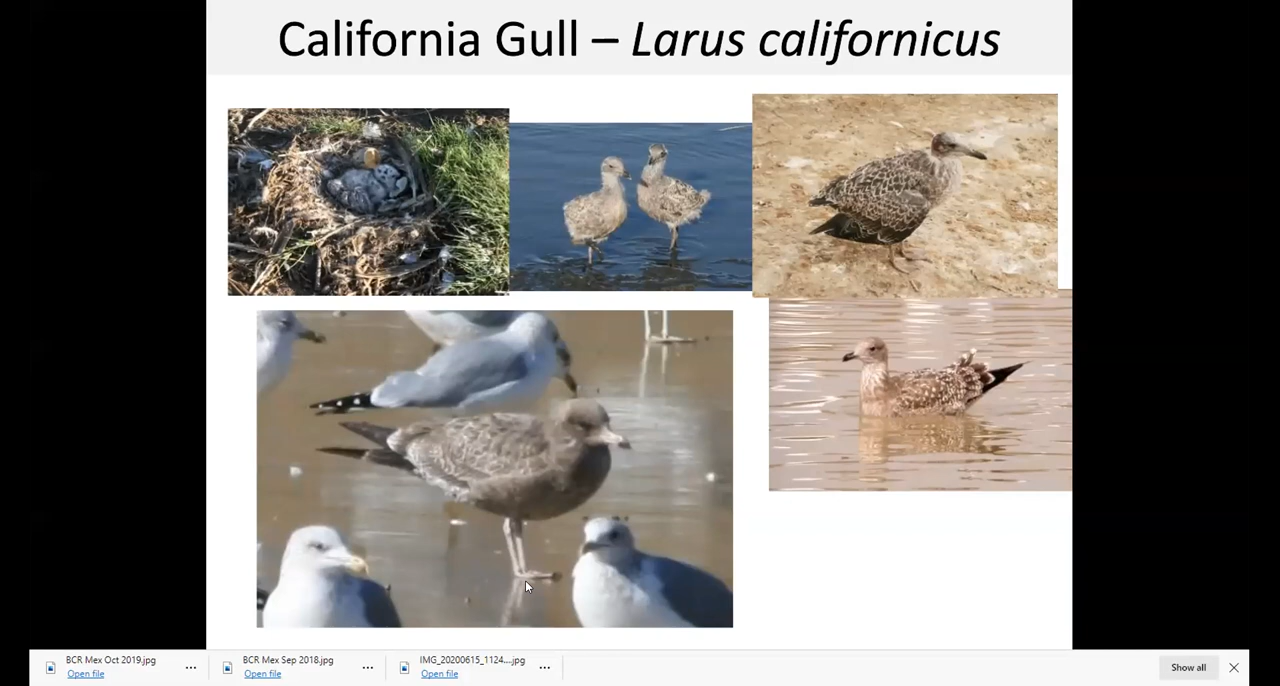 California Gull – Larus californicus
BCR Mex Oct 2019.jpg
Open file
BCR Mex Sep 2018.jpg
Open file
IMG_20200615_1124....jpg
Open file
Show all